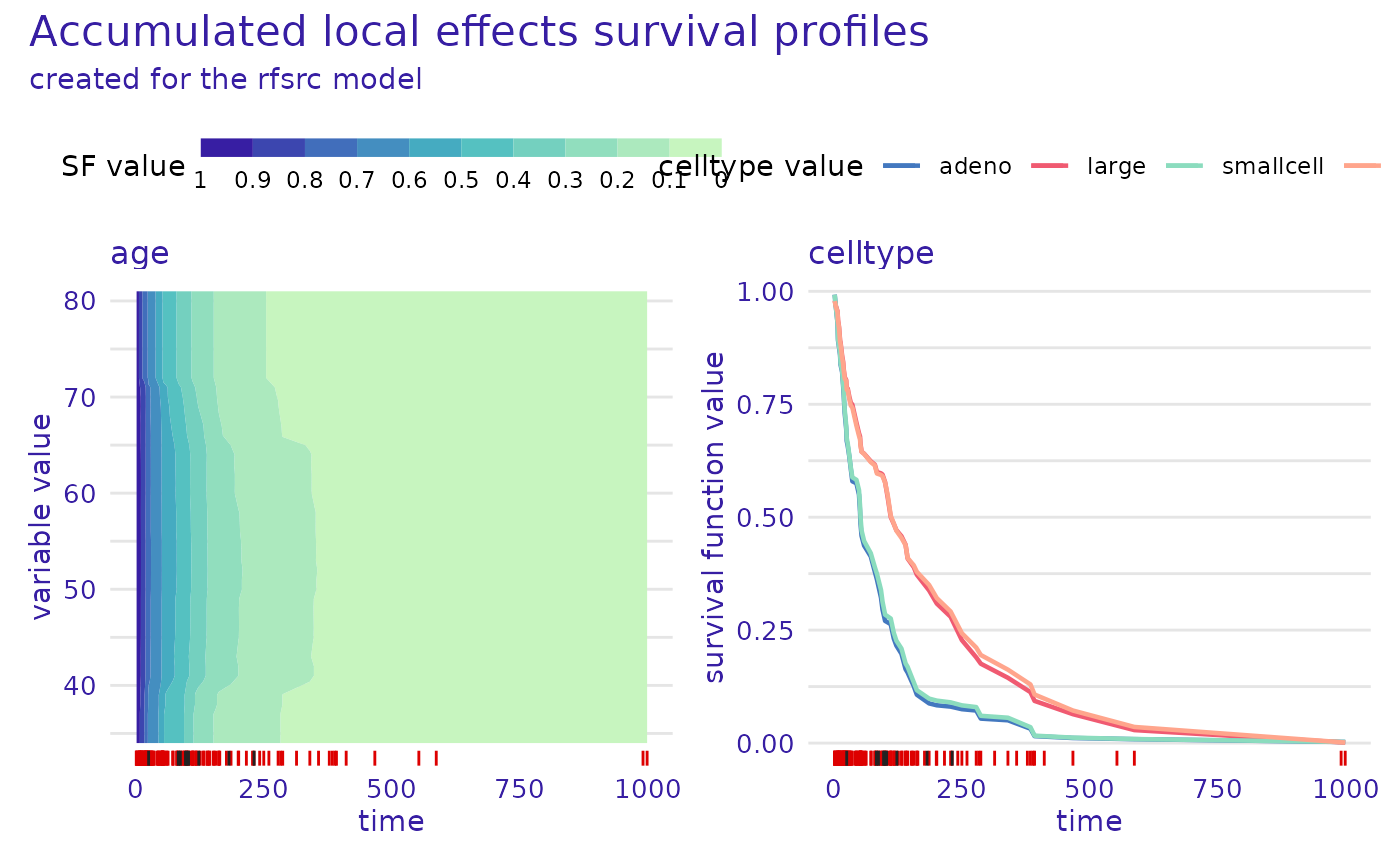 Accumulated local effects survival profiles
created for the rfsrc model
SF value
1 0.9 0.8 0.7 0.6 0.5 0.4 0.3 0.2 0.1 0
celltype value adeno large smallcell
age
variable value
80
70
60
50
40
0 250 500 750 1000
time
celltype
survival function value
1.00
0.75
0.50
0.25
0.00
0 250 500 750 1000
time